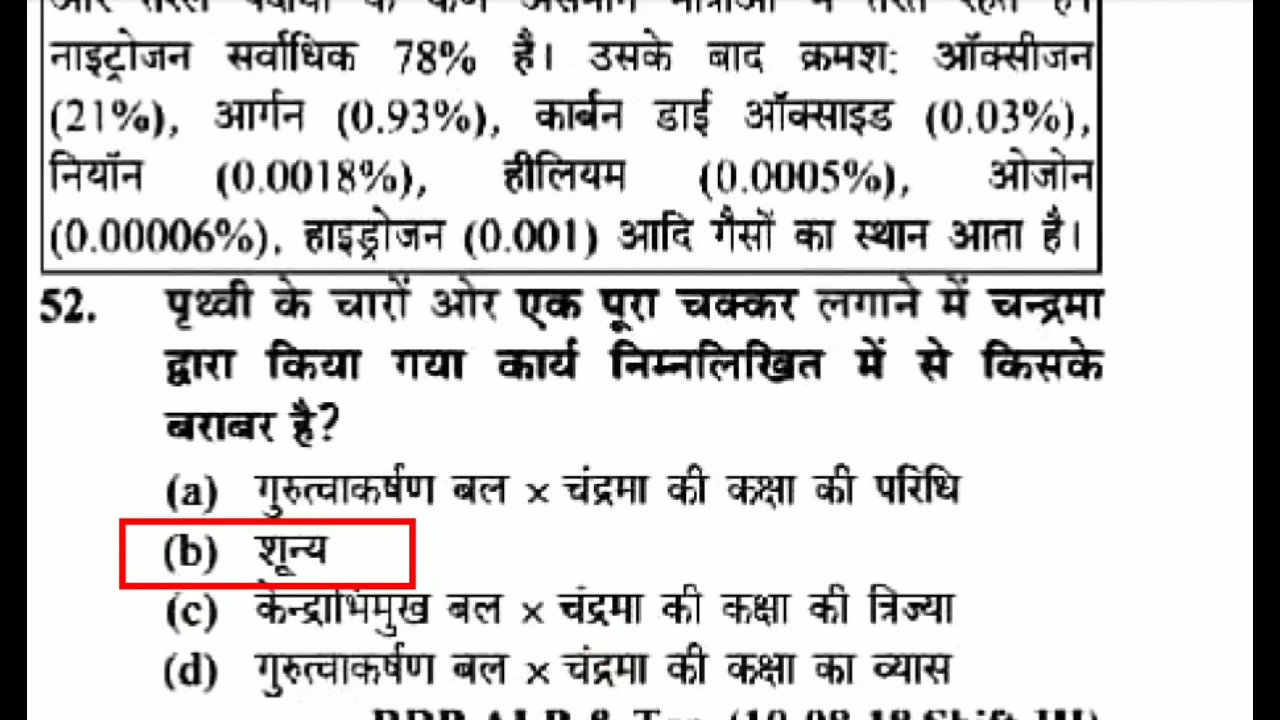 नाइट्रोजन सर्वाधिक 78% है। उसके बाद क्रमश: ऑक्सीजन
(21%), आर्गन (0.93%), कार्बन डाई ऑक्साइड (0.03%),
नियॉन (0.0018%), हीलियम (0.0005%), ओजोन
(0.00006%), हाइड्रोजन (0.001) आदि गैसों का स्थान आता है।
52. पृथ्वी के चारों ओर एक पूरा चक्कर लगाने में चन्द्रमा
द्वारा किया गया कार्य निम्नलिखित में से किसके
बराबर है?
(a) गुरुत्वाकर्षण बल × चंद्रमा की कक्षा की परिधि
(b) शून्य
(c) केन्द्राभिमुख बल × चंद्रमा की कक्षा की त्रिज्या
(d) गुरुत्वाकर्षण बल × चंद्रमा की कक्षा का व्यास